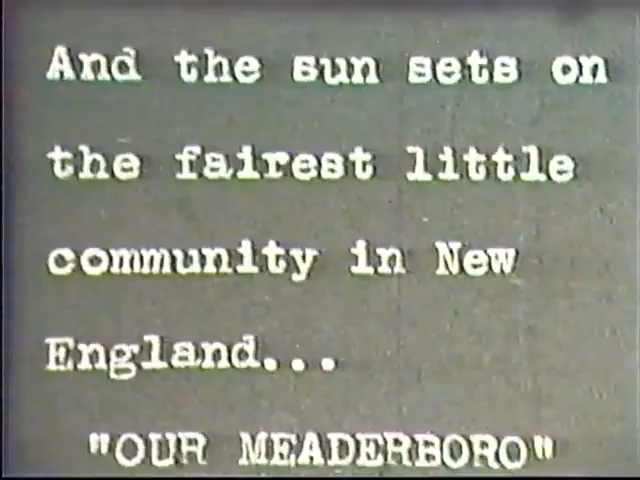 And the sun sets on
the fairest little
community in New
England...
"OUR MEADERBORO"